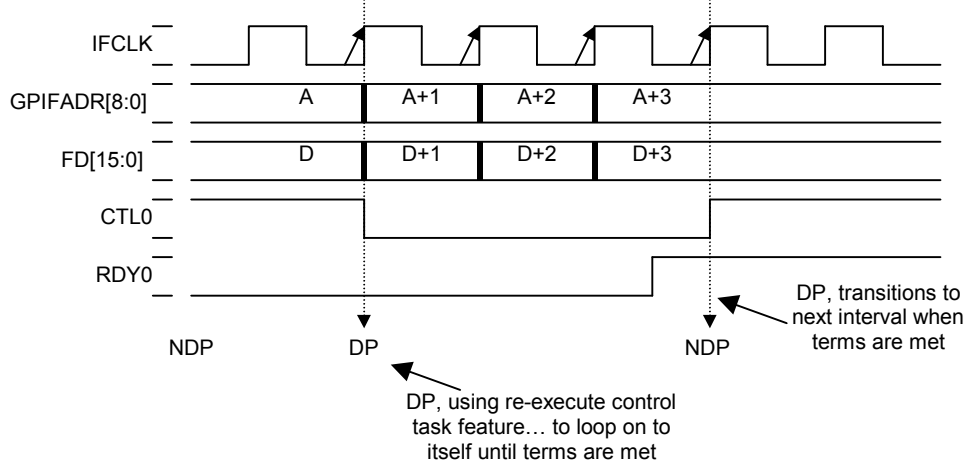 IFCLK
GPIFADR[8:0]
A
A+1
A+2
A+3
FD[15:0]
D
D+1
D+2
D+3
CTL0
RDY0
NDP
DP
NDP
DP, transitions to
next interval when
terms are met
DP, using re-execute control
task feature… to loop on to
itself until terms are met